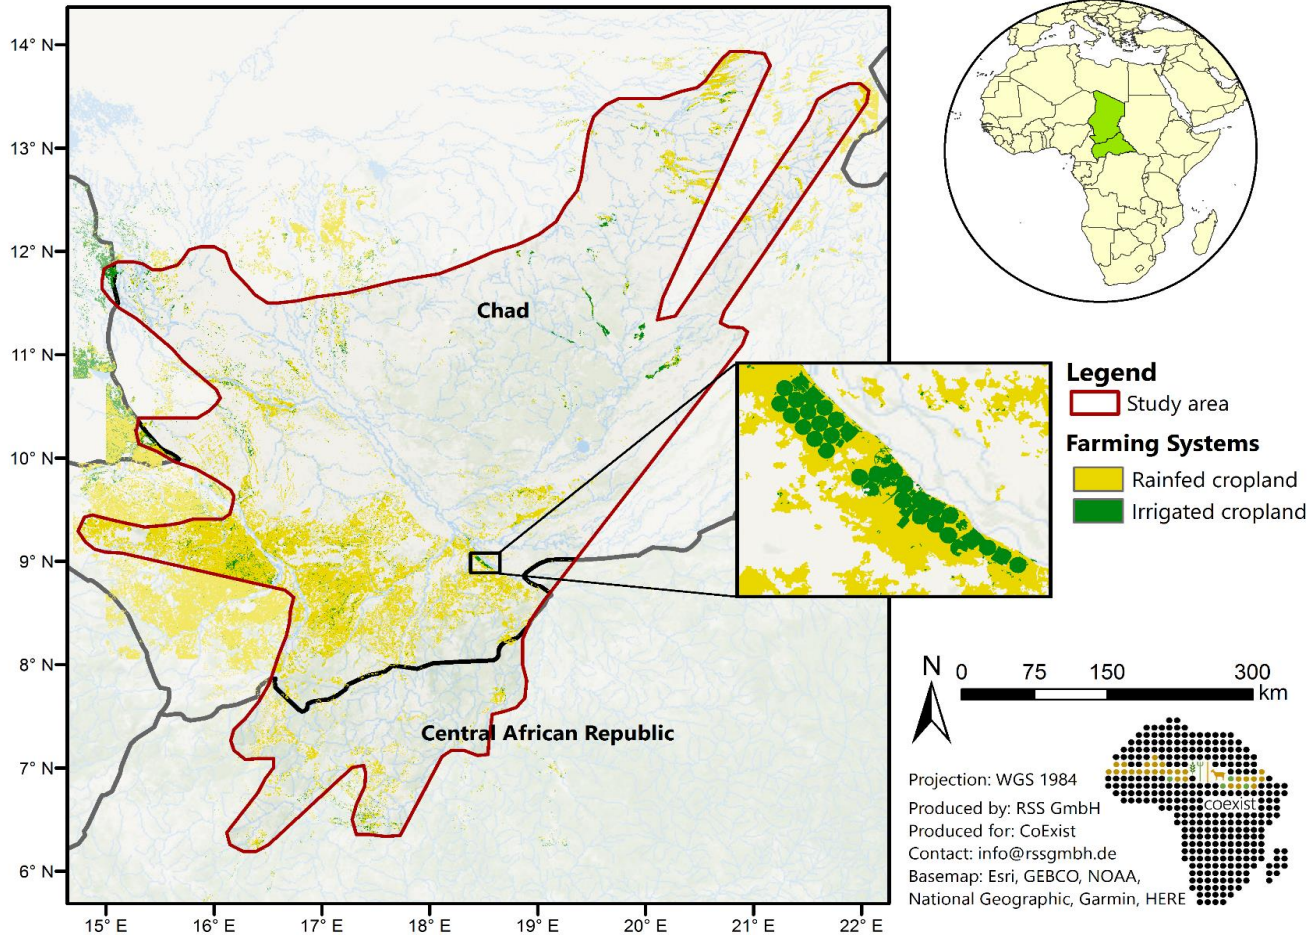 14° N
13° N
12° N
11° N
10° N
9° N
8° N
7° N
6° N
15° E
16° E
17° E
18° E
19° E
20° E
21° E
22° E
Chad
Central African Republic
Legend
Study area
Farming Systems
Rainfed cropland
Irrigated cropland
N
0 75 150 300
km
Projection: WGS 1984
Produced by: RSS GmbH
Produced for: CoExist
Contact: info@rssgmbh.de
Basemap: Esri, GEBCO, NOAA,
National Geographic, Garmin, HERE
coexist